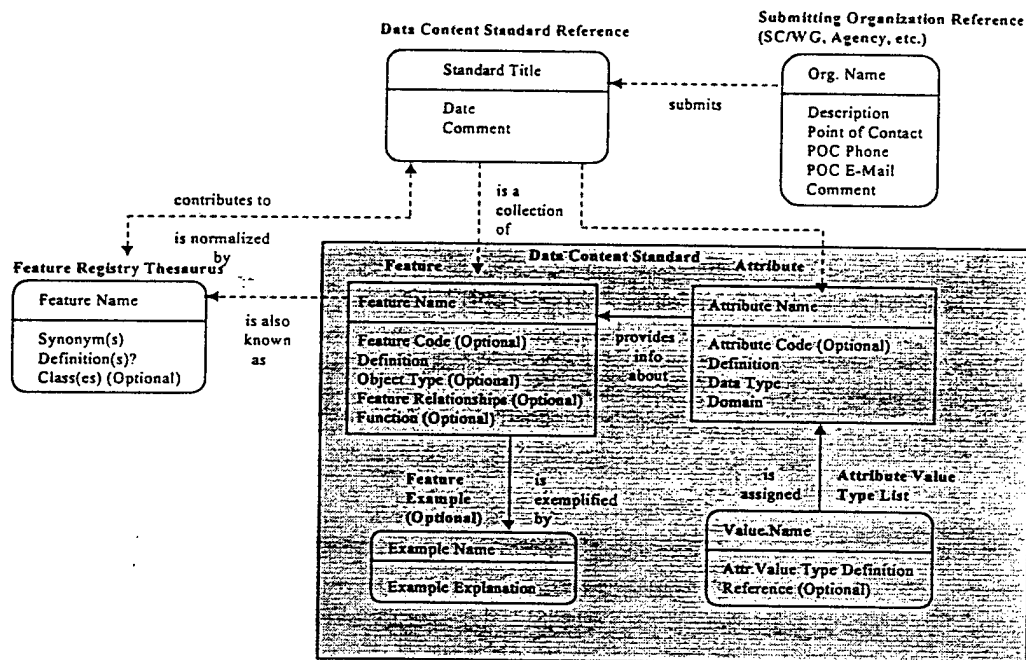 Data Content Standard Reference
Standard Title
Date
Comment
Submitting Organization Reference
(SC/WG, Agency, etc.)
Org. Name
Description
Point of Contact
POC Phone
POC E-Mail
Comment
submits
contributes to
is normalized
by
is a
collection
of
Feature Registry Thesaurus
Feature Name
Synonym(s)
Definition(s)?
Class(es) (Optional)
is also
known
as
Data Content Standard
Feature
Feature Name
Feature Code (Optional)
Definition
Object Type (Optional)
Feature Relationships (Optional)
Function (Optional)
provides
info
about
Attribute
Attribute Name
Attribute Code (Optional)
Definition
Data Type
Domain
Feature
Example
(Optional)
is
exemplified
by
Example Name
Example Explanation
is
assigned
Attribute Value
Type List
Value Name
Attr.Value Type Definition
Reference (Optional)